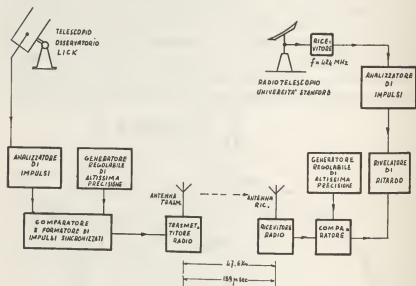 TELESCOPIO
OSSERVATORIO
LICK
RICE-
VITORE
f = 424 MHz
RADIOTELESCOPIO
UNIVERSITA' STANFORD
ANALIZZATORE
DI
IMPULSI
ANALIZZATORE
DI
IMPULSI
GENERATORE
REGOLABILE
DI
ALTISSIMA
PRECISIONE
COMPARATORE
E FORMATORE DI
IMPULSI SINCRONIZZATI
ANTENNA
TRASM.
TRASMET-
TITORE
RADIO
ANTENNA
RIC.
RICEVITORE
RADIO
GENERATORE
REGOLABILE
DI ALTISSIMA
PRECISIONE
COMPA-
RATORE
RIVELATORE
DI
RITARDO
47.6 Km
159 µsec